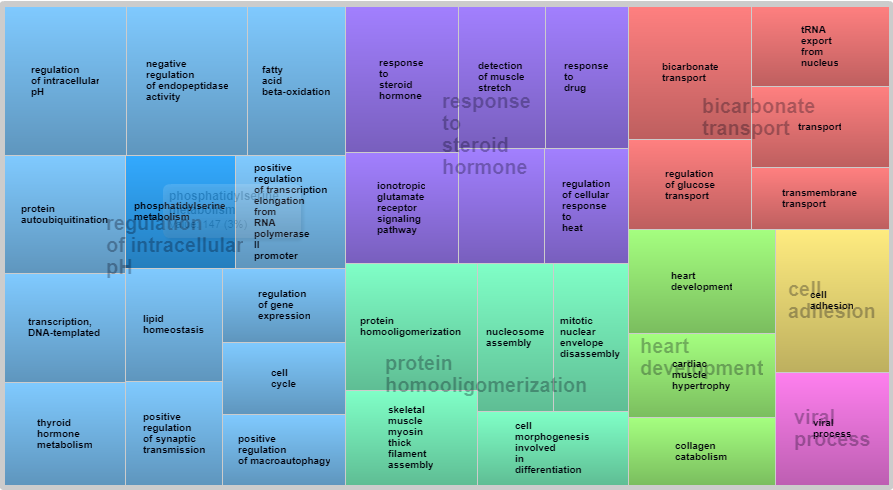 regulation
of intracellular
pH
negative
regulation
of endopeptidase
activity
fatty
acid
beta-oxidation
protein
autoubiquitination
phosphatidylserine
metabolism
positive
regulation
of transcription
elongation
from
RNA
polymerase
II
promoter
regulation
of intracellular
pH
transcription,
DNA-templated
lipid
homeostasis
regulation
of gene
expression
cell
cycle
thyroid
hormone
metabolism
positive
regulation
of synaptic
transmission
positive
regulation
of macroautophagy
response
to
steroid
hormone
detection
of muscle
stretch
response
to
drug
response
to
steroid
hormone
ionotropic
glutamate
receptor
signaling
pathway
regulation
of cellular
response
to
heat
protein
homooligomerization
nucleosome
assembly
mitotic
nuclear
envelope
disassembly
protein
homooligomerization
skeletal
muscle
myosin
thick
filament
assembly
cell
morphogenesis
involved
in
differentiation
bicarbonate
transport
tRNA
export
from
nucleus
bicarbonate
transport
transport
regulation
of glucose
transport
transmembrane
transport
heart
development
heart
development
cardiac
muscle
hypertrophy
collagen
catabolism
cell
adhesion
cell
adhesion
viral
process
viral
process
phosphatidylserine
metabolism
147 (3%)